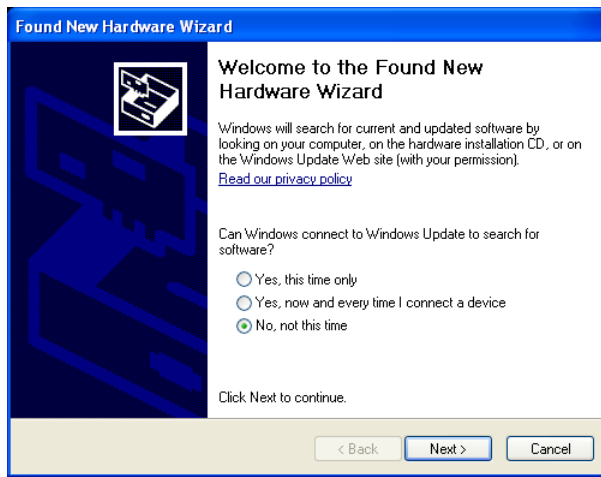 Found New Hardware Wizard
Welcome to the Found New
Hardware Wizard
Windows will search for current and updated software by
looking on your computer, on the hardware installation CD, or on
the Windows Update Web site (with your permission).
Read our privacy policy
Can Windows connect to Windows Update to search for
software?
Yes, this time only
Yes, now and every time I connect a device
No, not this time
Click Next to continue.
< Back Next > Cancel